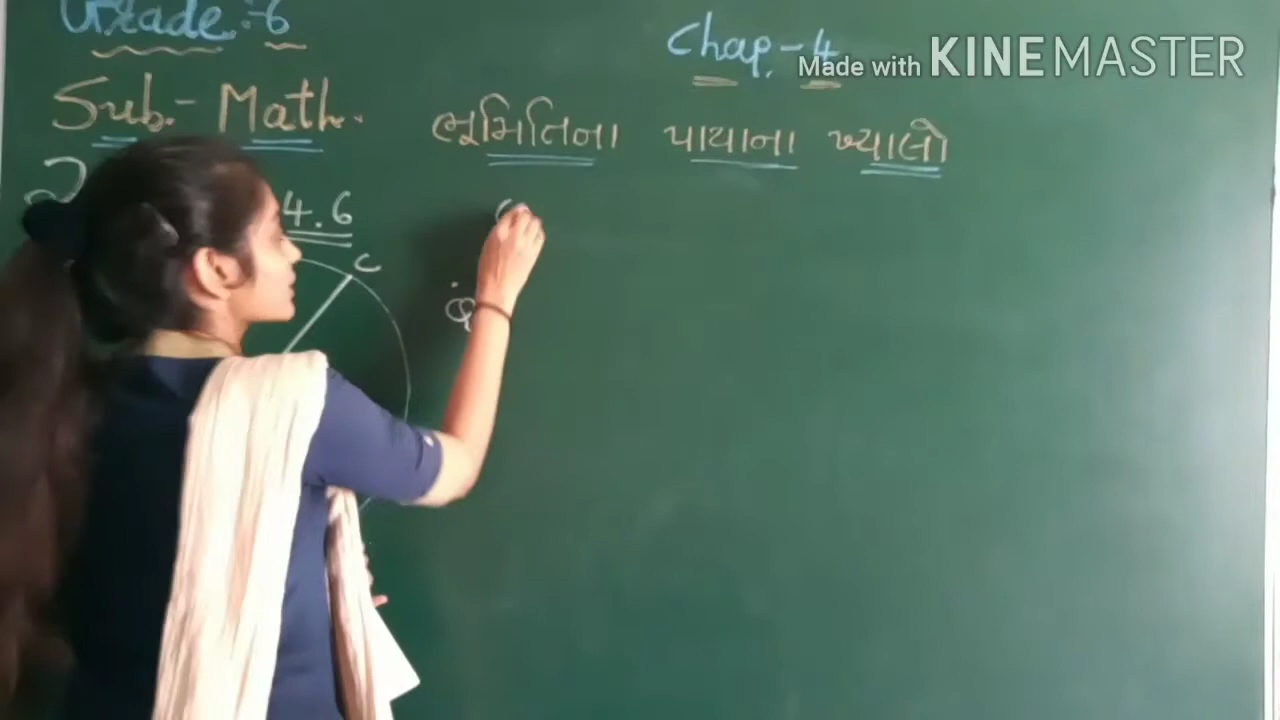 Grade :- 6
Chap. - 4
Made with KINEMASTER
Sub. - Math.
ભૂમિતિના પાયાના ખ્યાલો
4.6
C